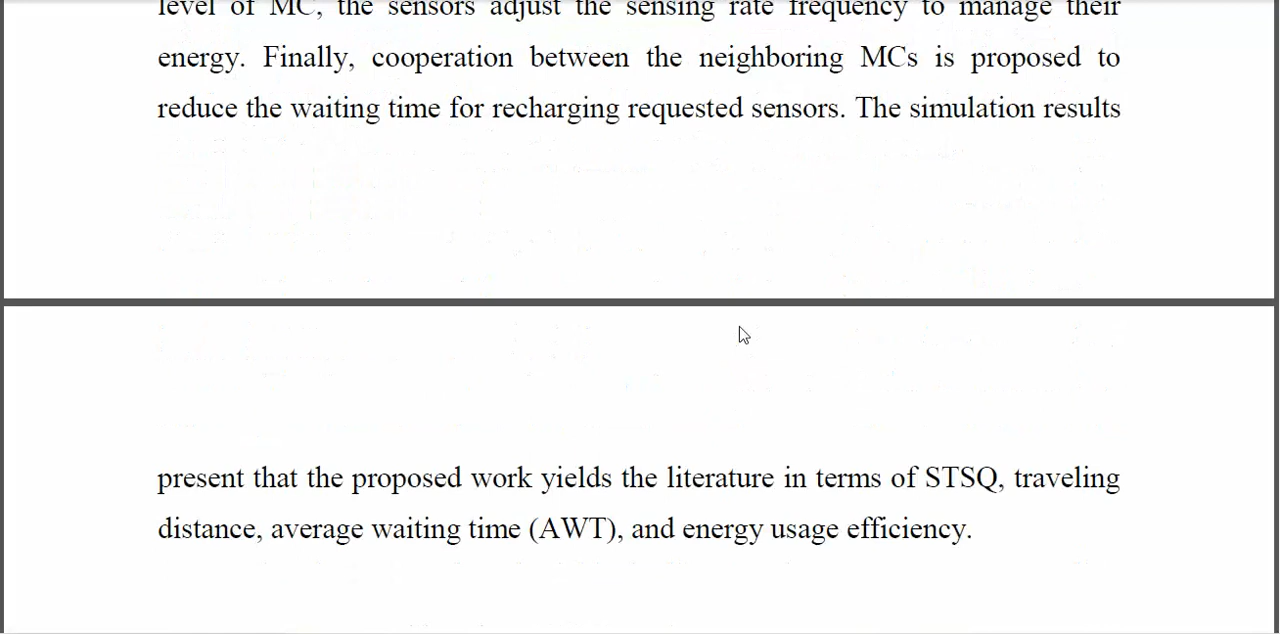 level of MC, the sensors adjust the sensing rate frequency to manage their
energy. Finally, cooperation between the neighboring MCs is proposed to
reduce the waiting time for recharging requested sensors. The simulation results
present that the proposed work yields the literature in terms of STSQ, traveling
distance, average waiting time (AWT), and energy usage efficiency.